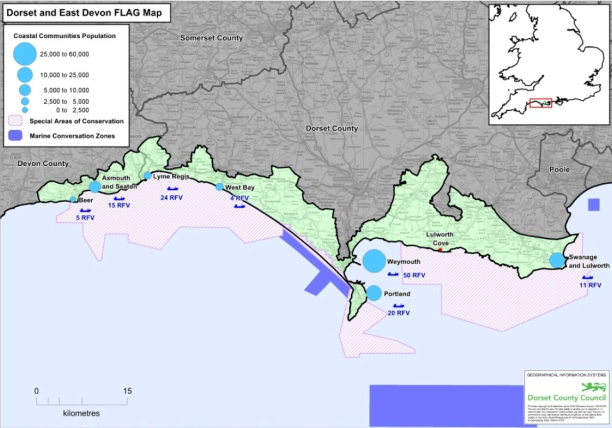 Dorset and East Devon FLAG Map
Coastal Communities Population
25,000 to 60,000
10,000 to 25,000
5,000 to 10,000
2,500 to 5,000
0 to 2,500
Special Areas of Conservation
Marine Conversation Zones
Somerset County
Dorset County
Devon County
Poole
Axmouth
and Seaton
Lyme Regis
West Bay
Beer
5 RFV
15 RFV
24 RFV
4 RFV
Lulworth
Cove
Weymouth
50 RFV
Portland
20 RFV
Swanage
and Lulworth
11 RFV
0 15
kilometres
GEOGRAPHICAL INFORMATION SYSTEMS
Dorset County Council